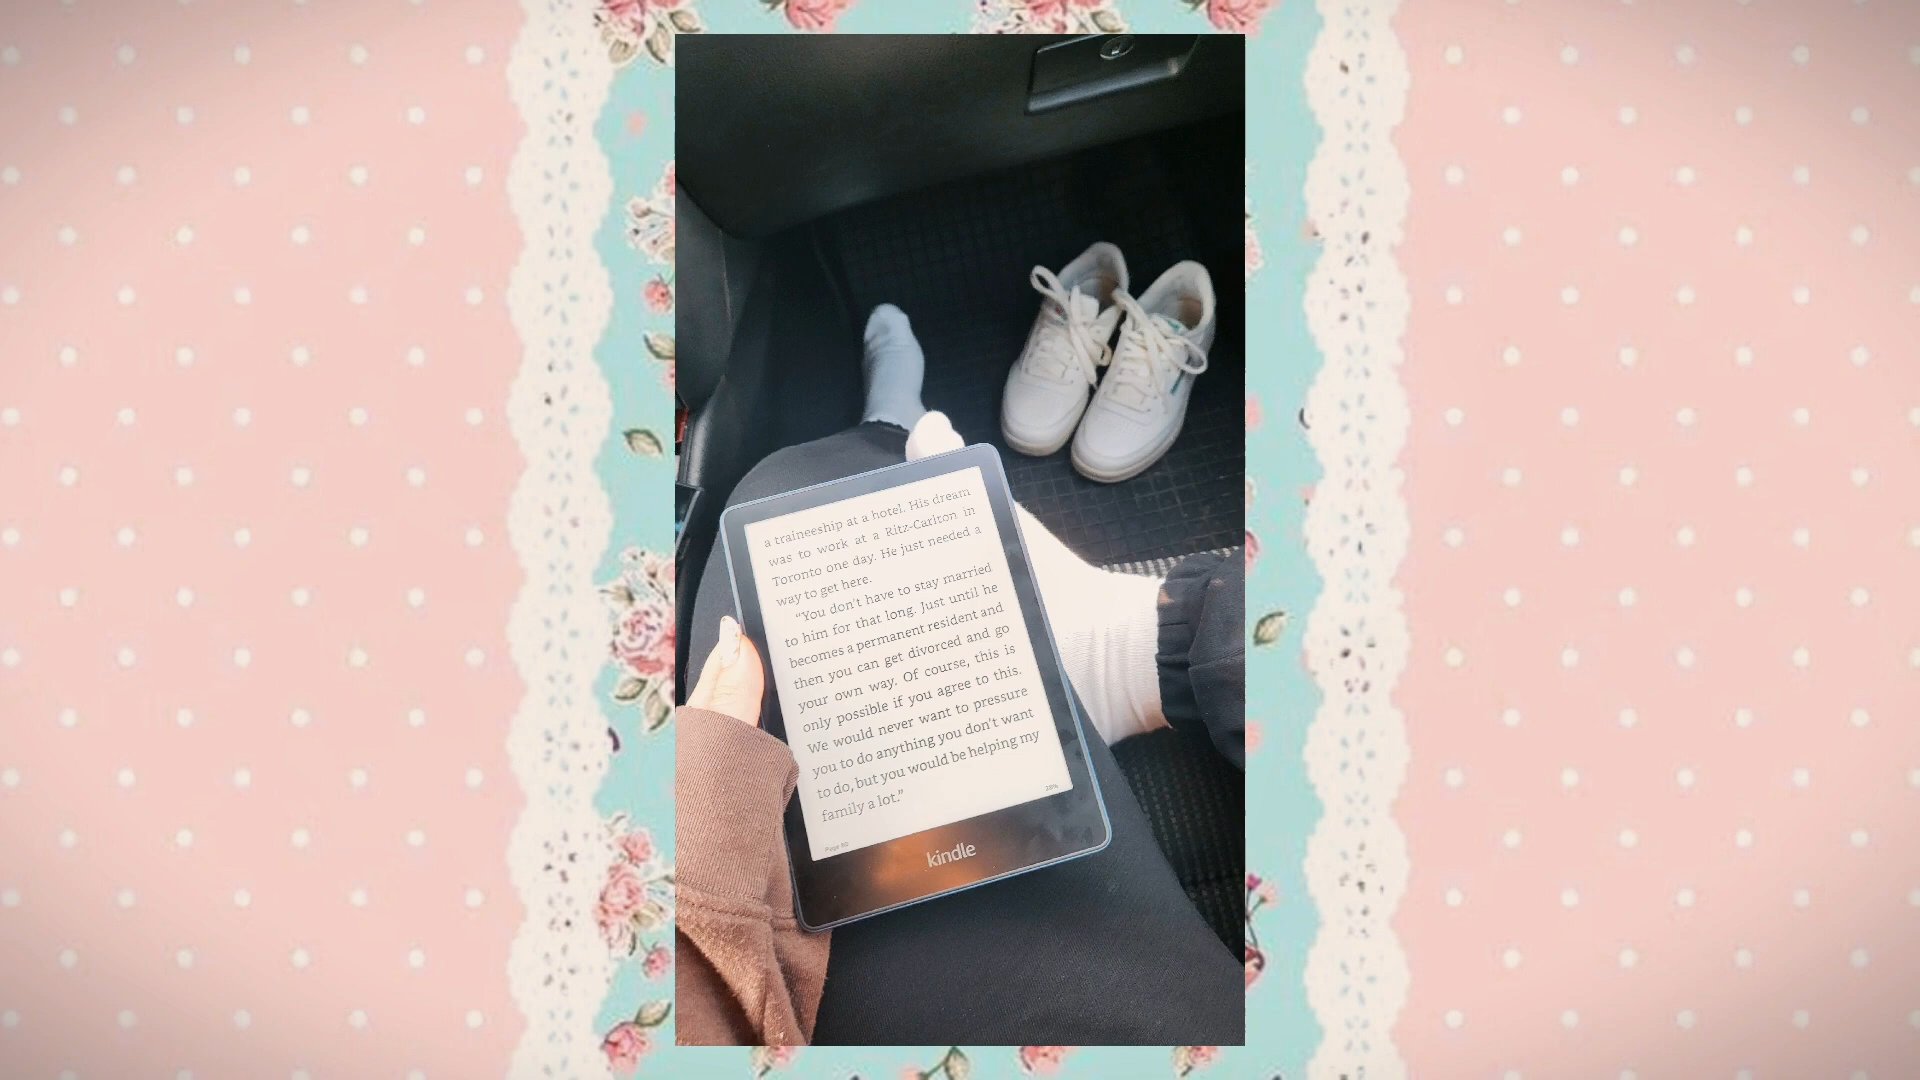 a traineeship at a hotel. His dream
was to work at a Ritz-Carlton in
Toronto one day. He just needed a
way to get here.
“You don't have to stay married
to him for that long. Just until he
becomes a permanent resident and
then you can get divorced and go
your own way. Of course, this is
only possible if you agree to this.
We would never want to pressure
you to do anything you don't want
to do, but you would be helping my
family a lot.”
Page 80
28%
kindle